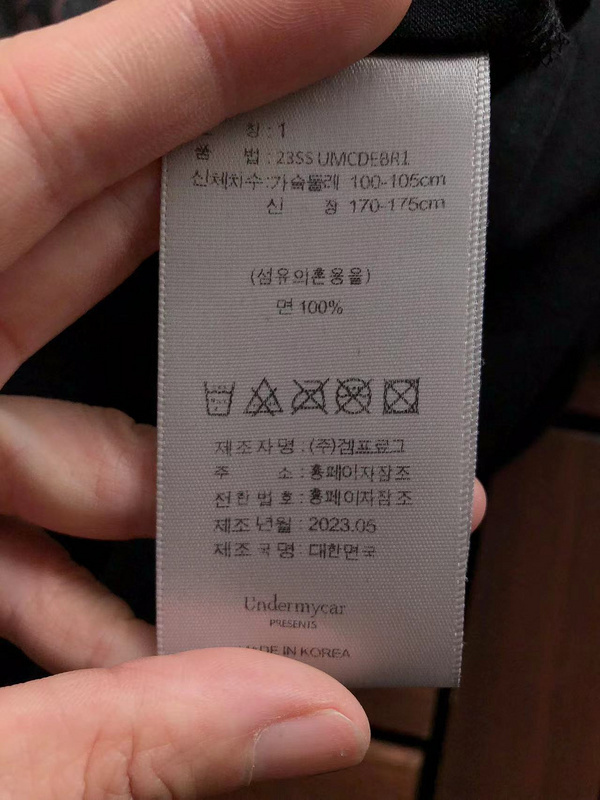 칭 : 1
품 법 : 23SS UMCDEBR1
신체치수:가슴둘레 100-105cm
신 장 170-175cm
(섬유의혼용율)
면 100%
제조자명 : (주)겜프로그
주 소 : 홈페이지참조
전화번호 : 홈페이지참조
제조년월 : 2023.05
제조국명 : 대한민국
Undermycar
PRESENTS
MADE IN KOREA